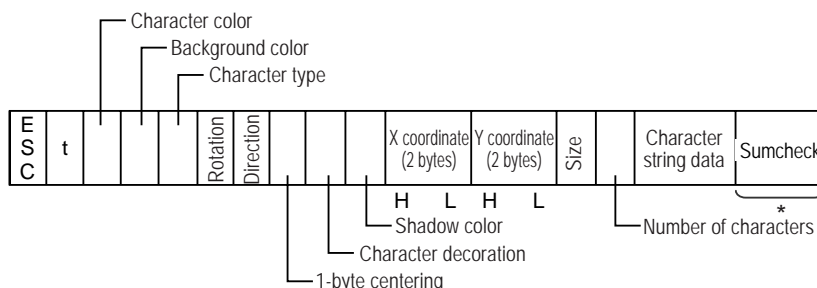 Character color
Background color
Character type
ESC
t
Rotation
Direction
X coordinate
(2 bytes)
Y coordinate
(2 bytes)
Size
Character
string data
Sumcheck
H L H L
*
Shadow color
Number of characters
Character decoration
1-byte centering